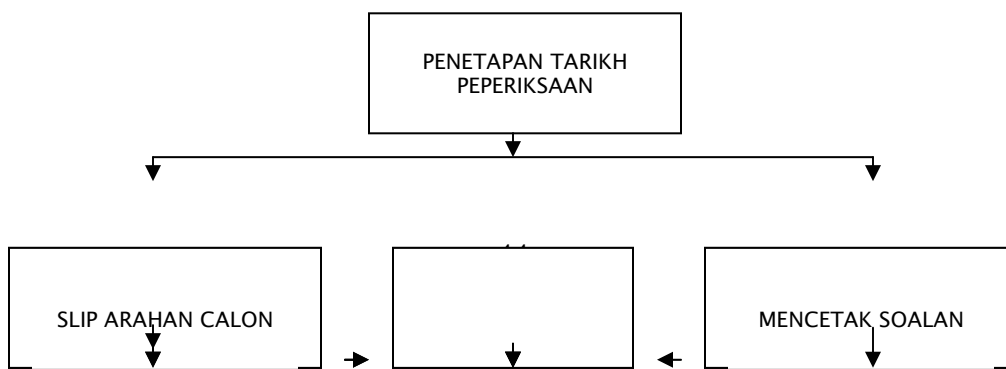 PENETAPAN TARIKH
PEPERIKSAAN
SLIP ARAHAN CALON
MENCETAK SOALAN